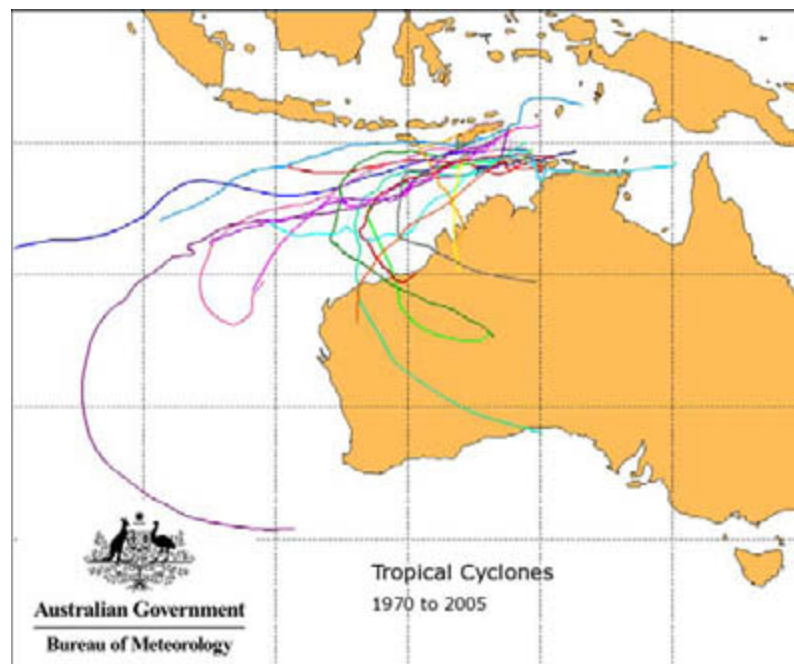 Tropical Cyclones
1970 to 2005
Australian Government
Bureau of Meteorology